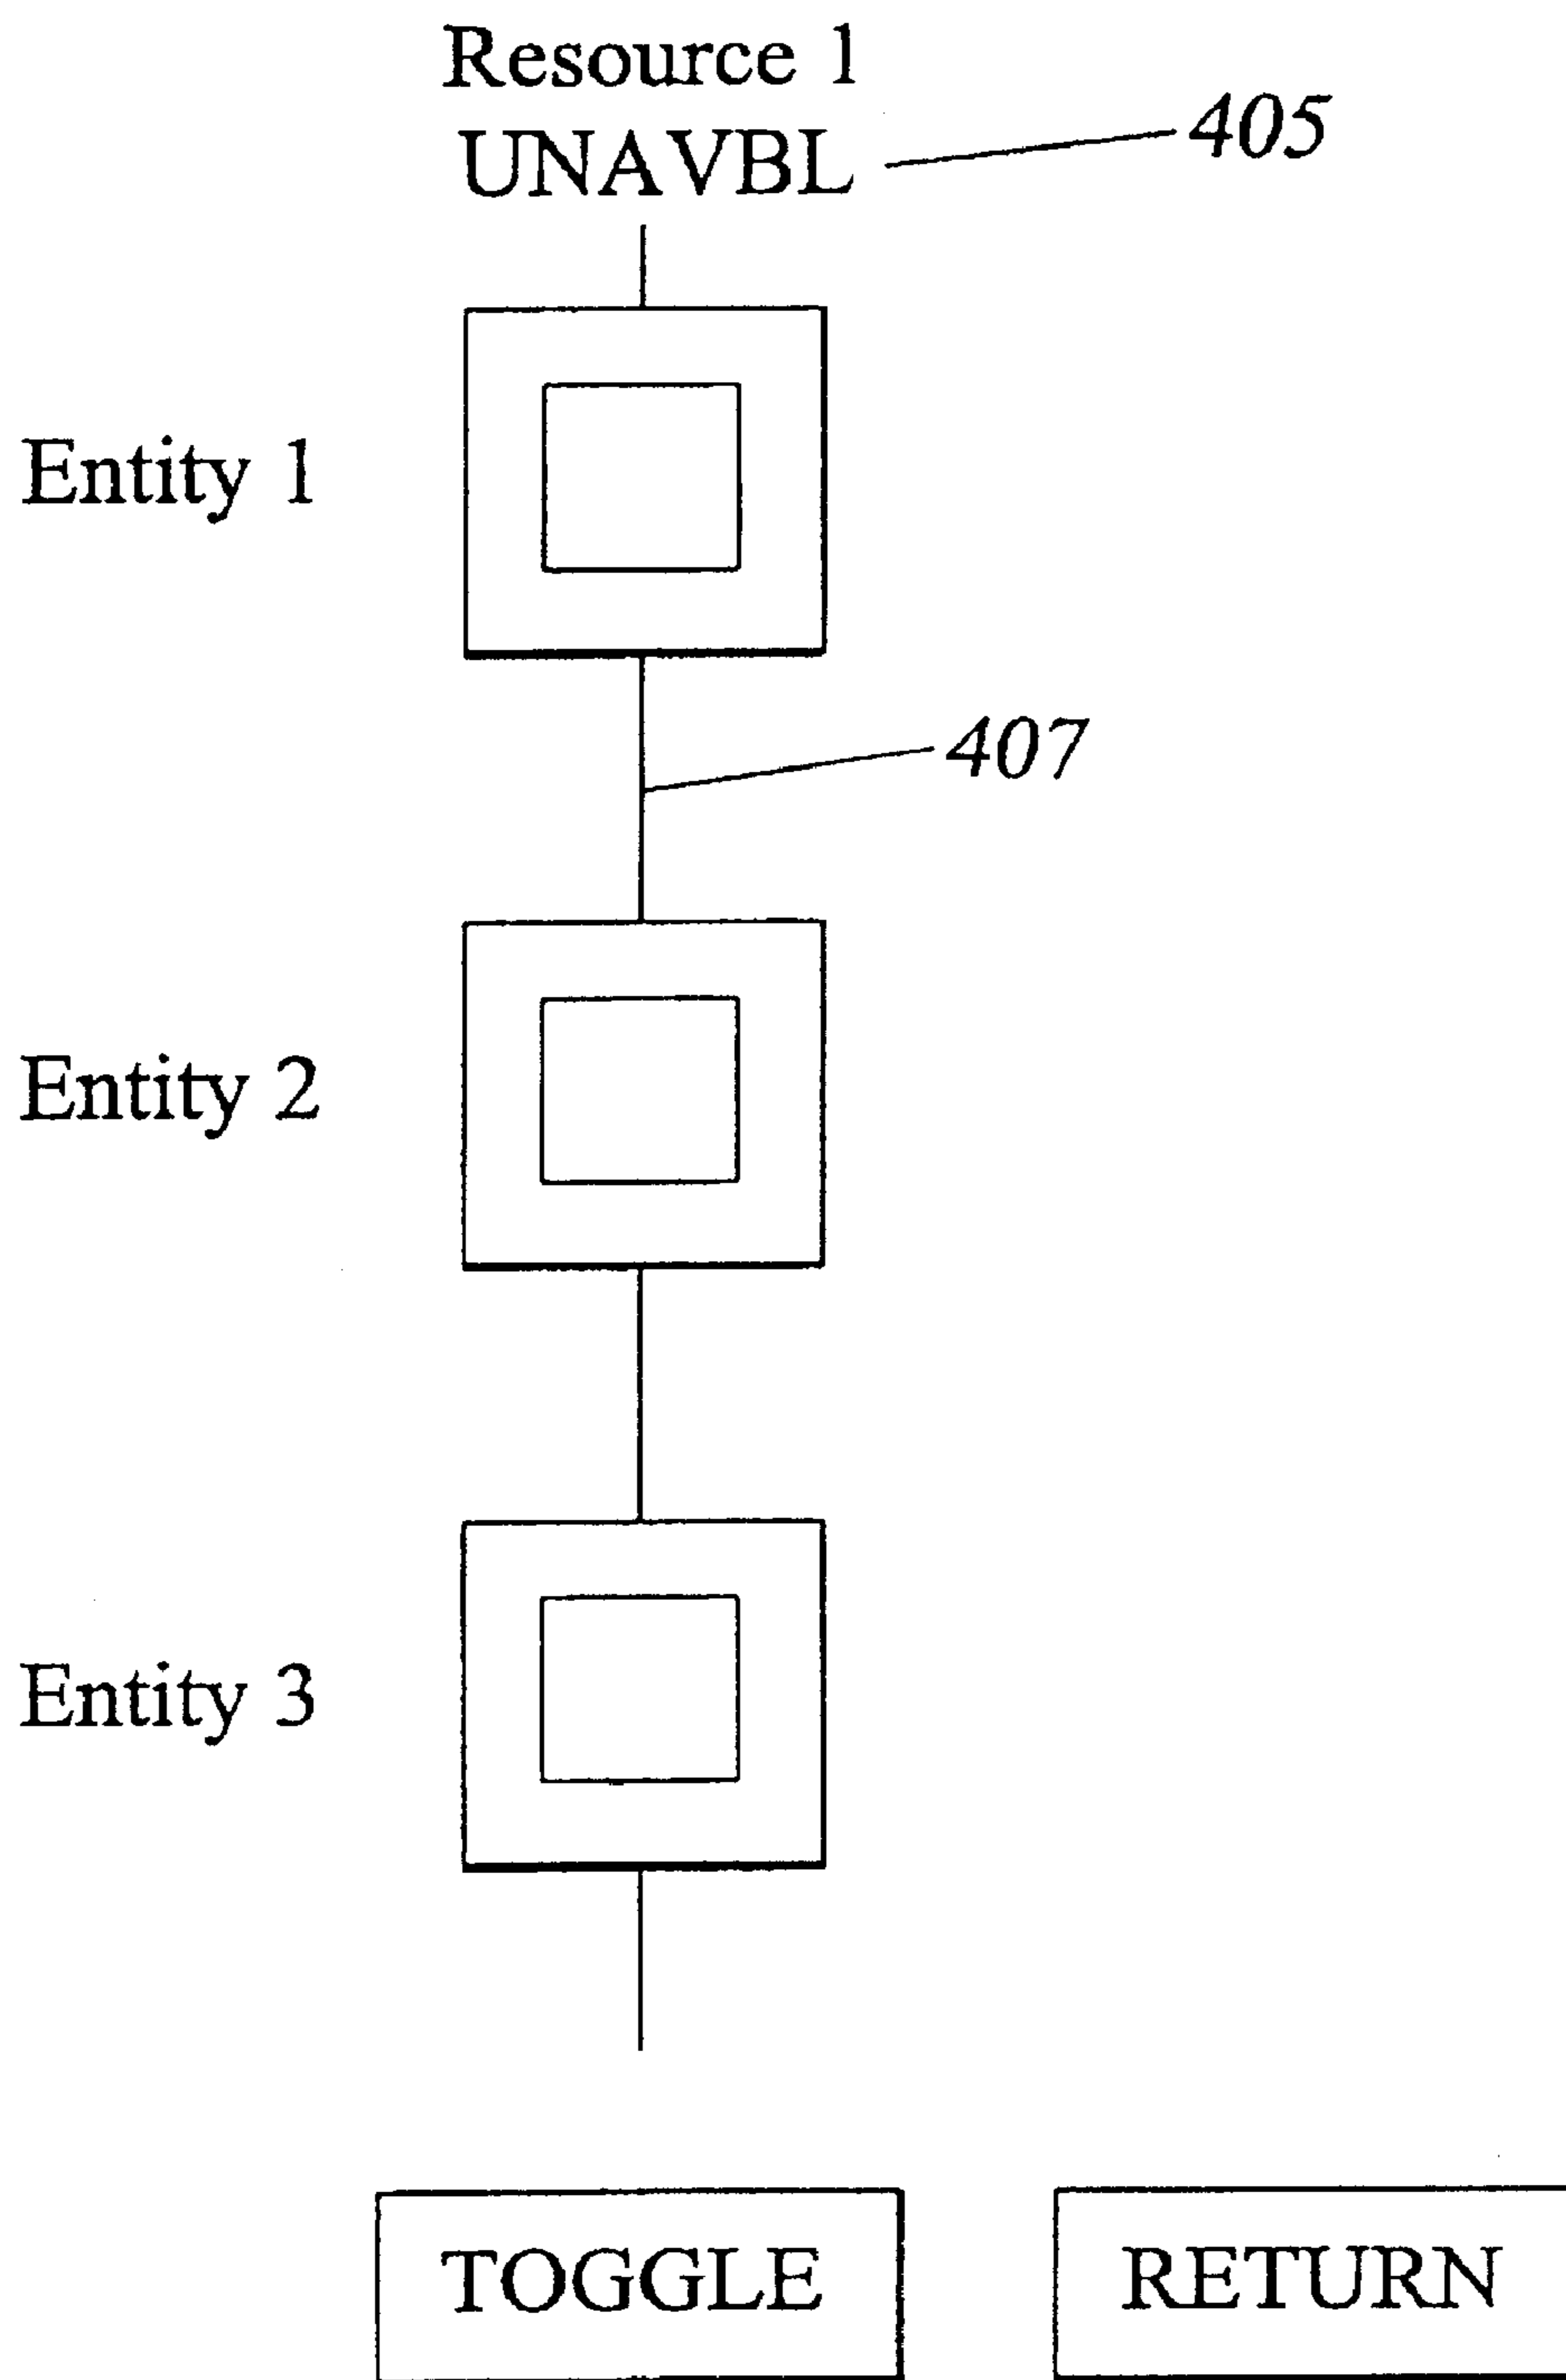 Resource 1
UNAVBL
405
Entity 1
407
Entity 2
Entity 3
TOGGLE
RETURN